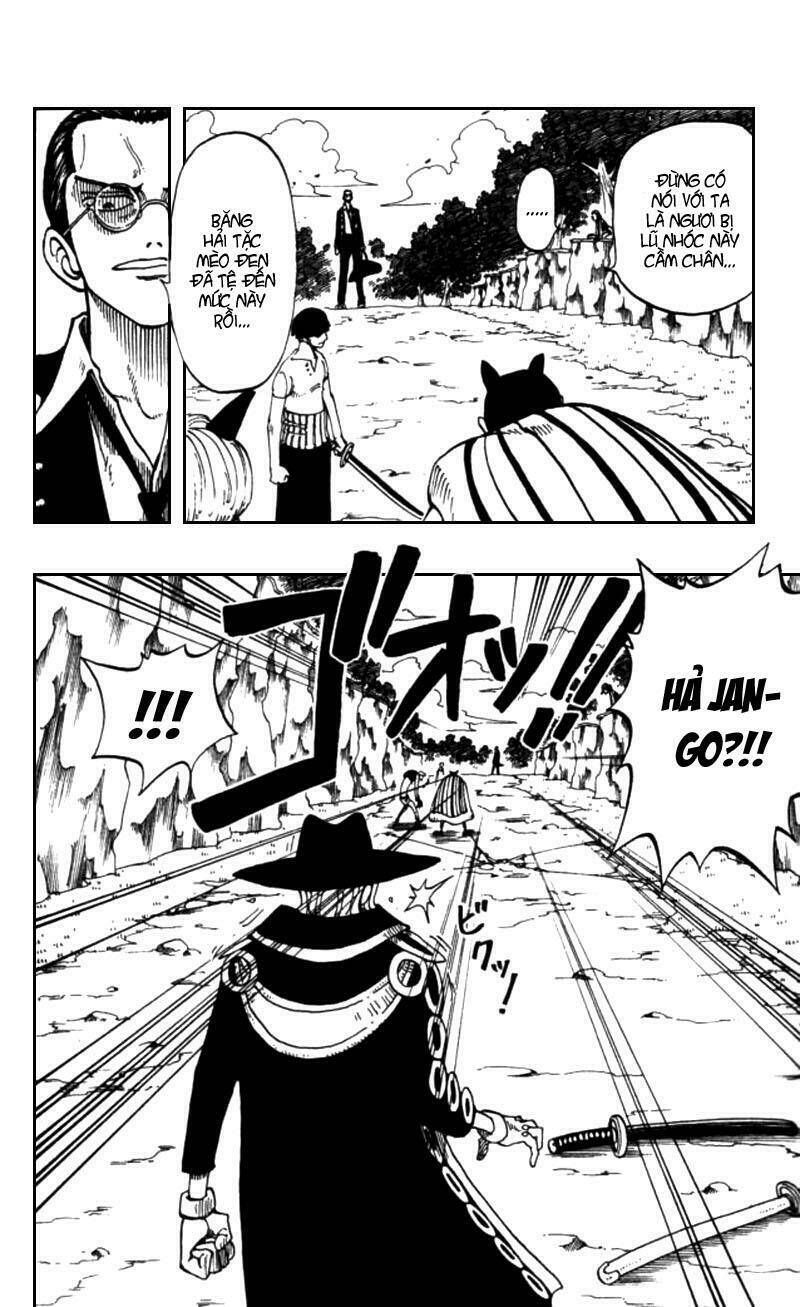 ĐỪNG CÓ
NÓI VỚI TA
LÀ NGƯƠI BỊ
LŨ NHÓC NÀY
CẦM CHÂN...
......
BĂNG
HẢI TẶC
MÈO ĐEN
ĐÃ TỆ ĐẾN
MỨC NÀY
RỒI...
HẢ JAN-
GO?!!
ゴオッ!!
!!!
ビクッ!